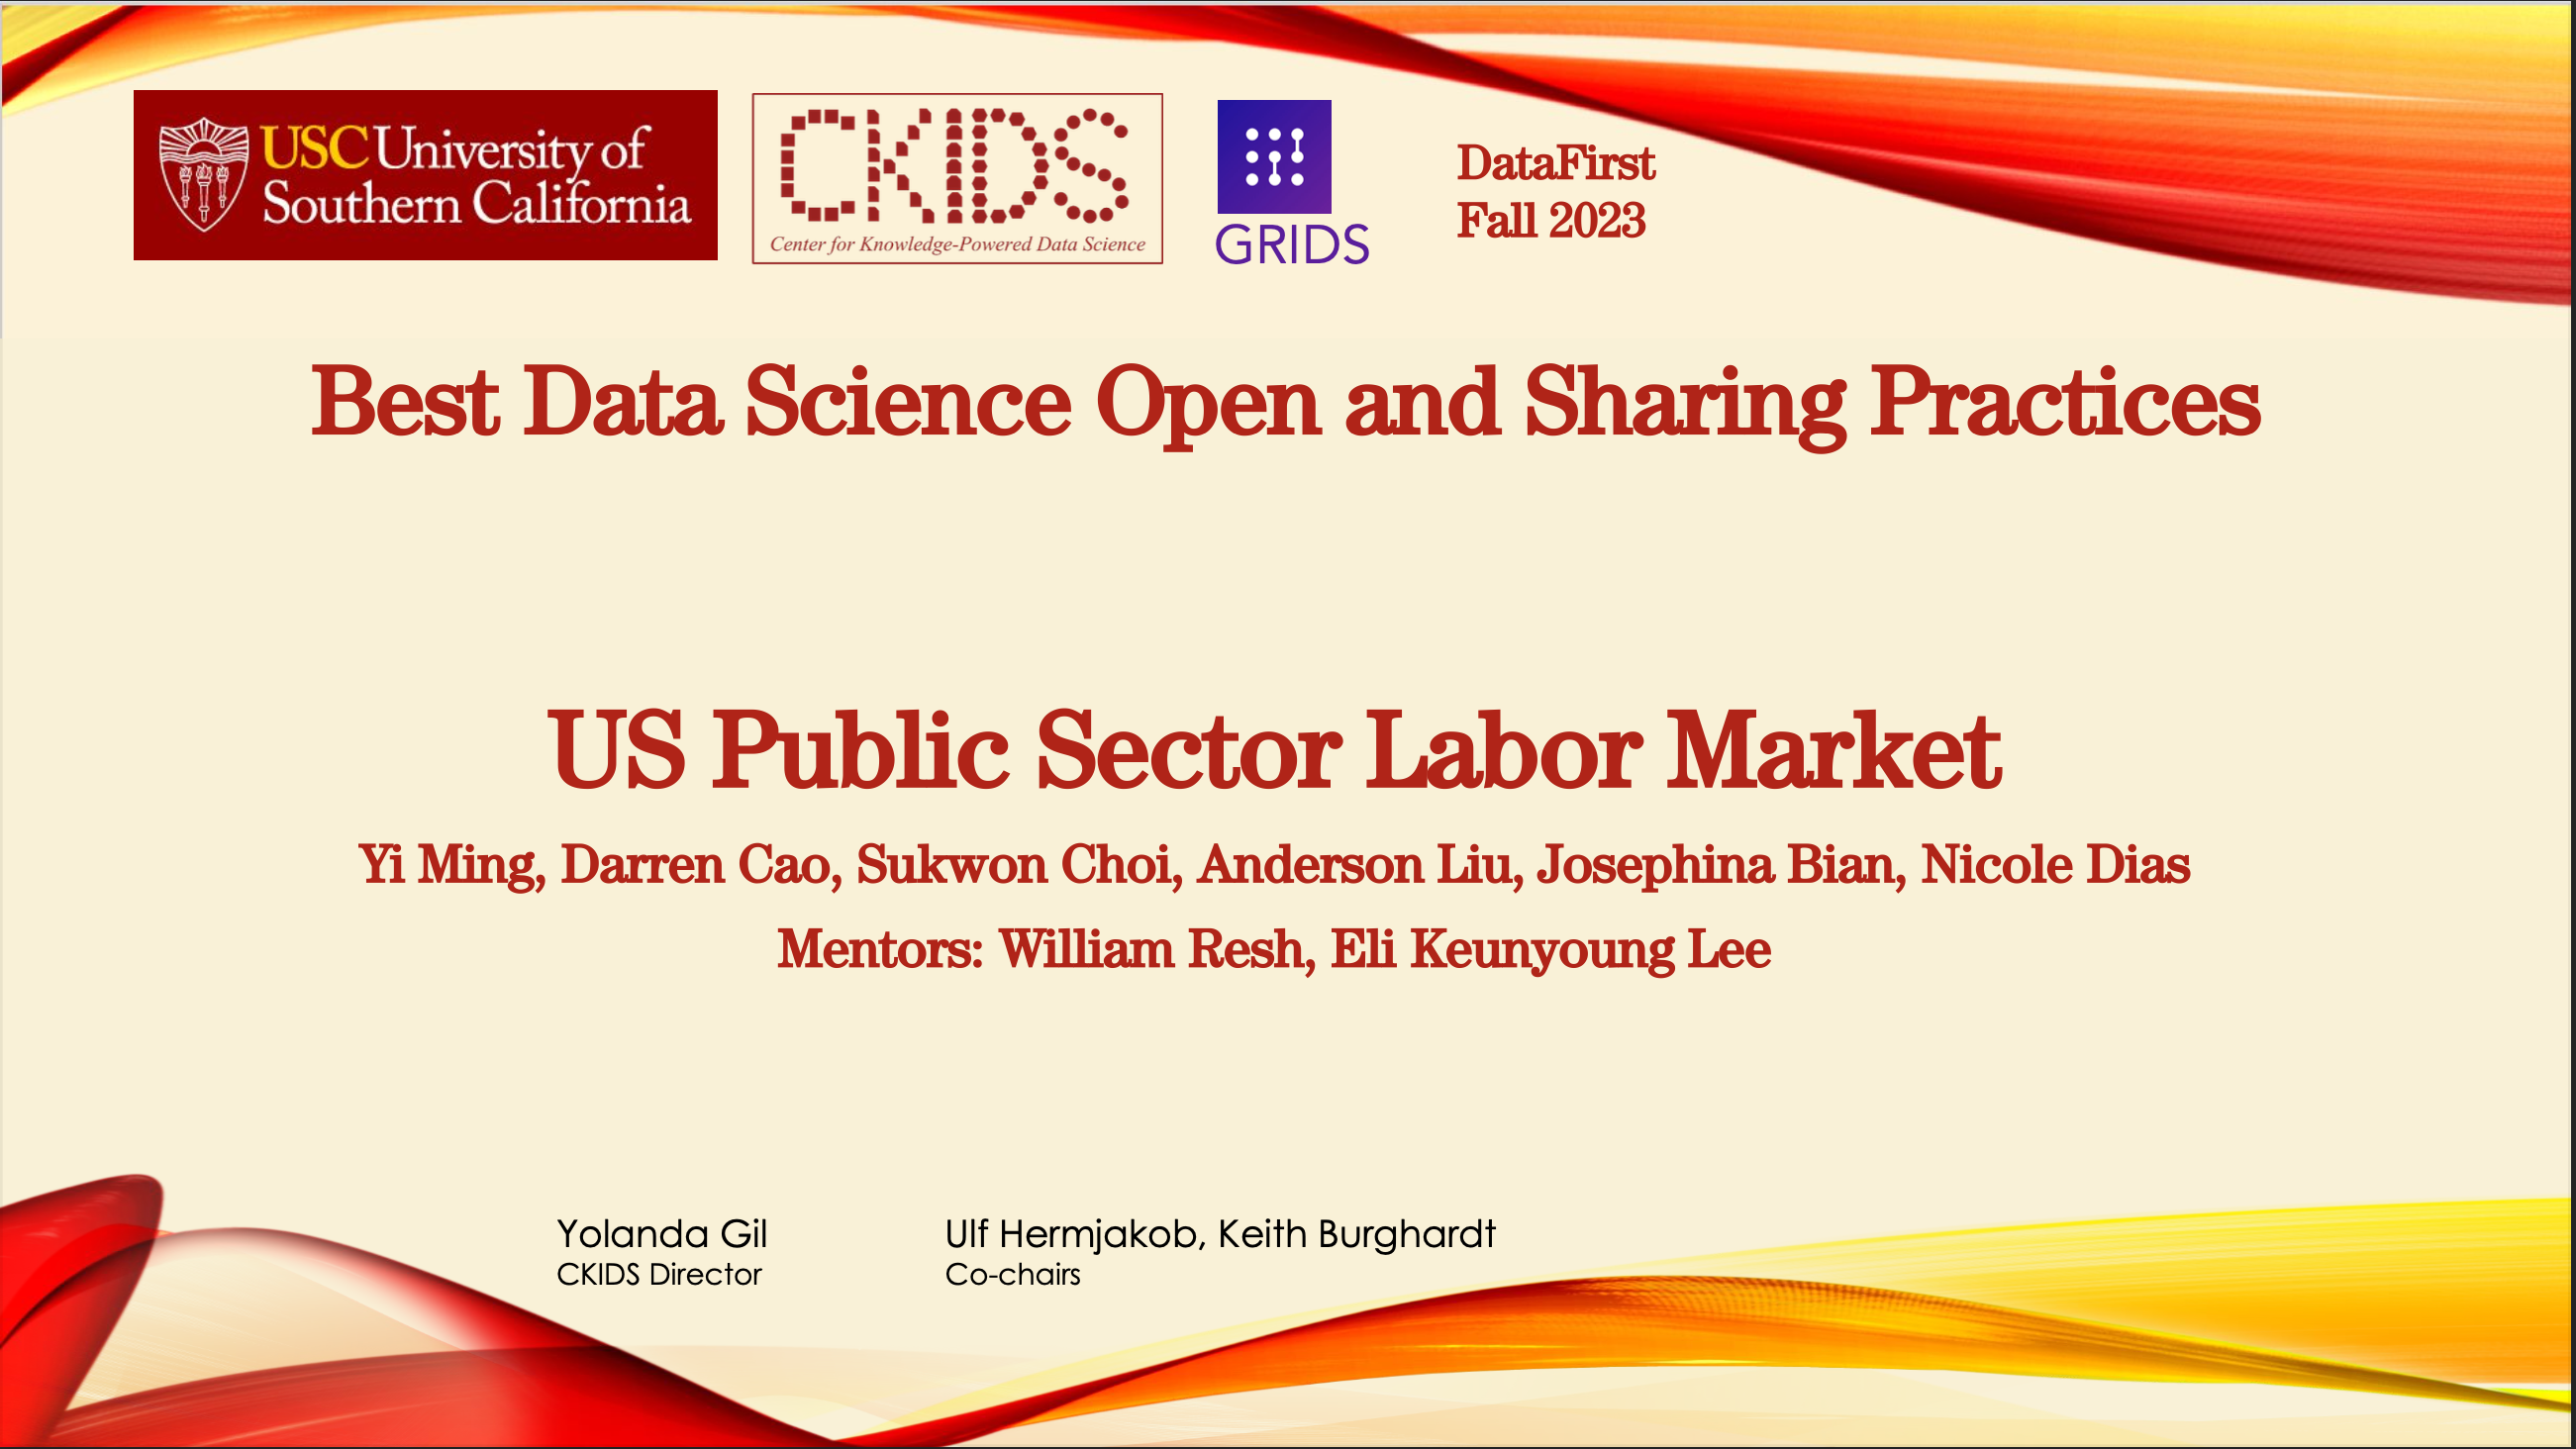 USC University of
Southern California
CKIDS
Center for Knowledge-Powered Data Science
GRIDS
DataFirst
Fall 2023
Best Data Science Open and Sharing Practices
US Public Sector Labor Market
Yi Ming, Darren Cao, Sukwon Choi, Anderson Liu, Josephina Bian, Nicole Dias
Mentors: William Resh, Eli Keunyoung Lee
Yolanda Gil
CKIDS Director
Ulf Hermjakob, Keith Burghardt
Co-chairs